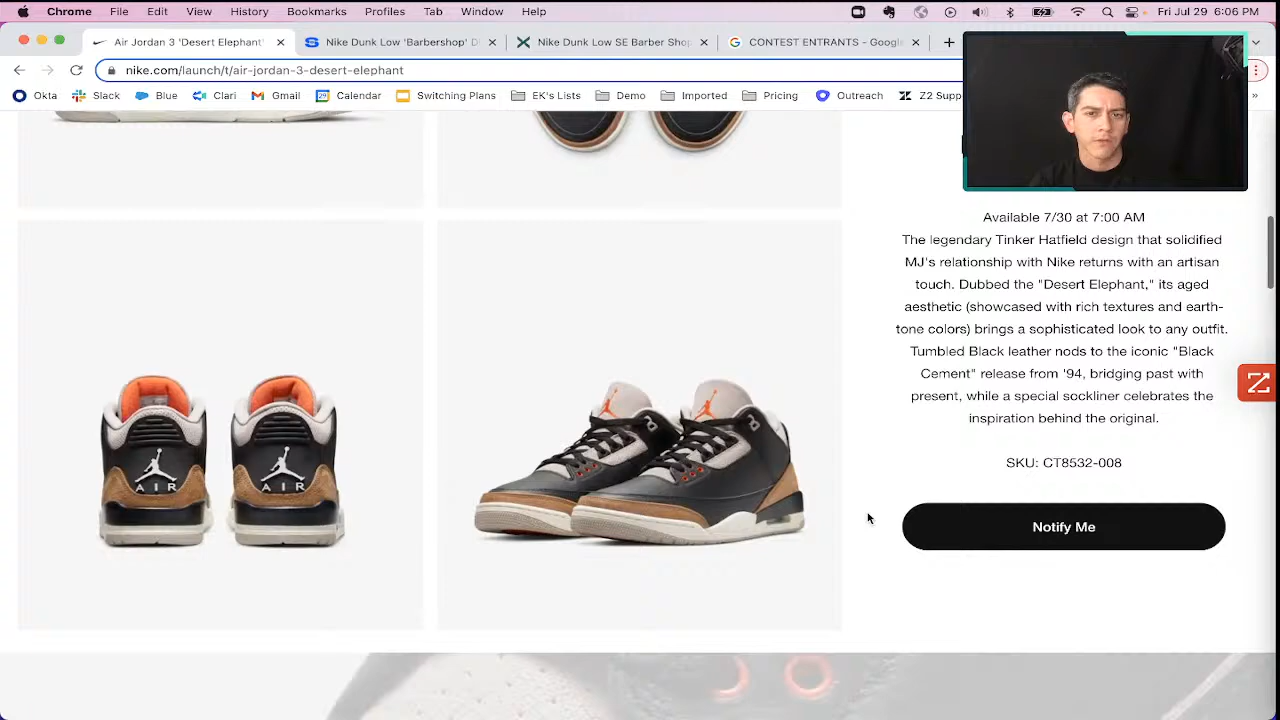 Chrome File Edit View History Bookmarks Profiles Tab Window Help Fri Jul 29 6:06 PM
Air Jordan 3 'Desert Elephant' Nike Dunk Low 'Barbershop' D Nike Dunk Low SE Barber Shop CONTEST ENTRANTS - Google
nike.com/launch/t/air-jordan-3-desert-elephant
Okta Slack Blue Clari Gmail Calendar Switching Plans EK's Lists Demo Imported Pricing Outreach Z2 Supp
Available 7/30 at 7:00 AM
The legendary Tinker Hatfield design that solidified
MJ's relationship with Nike returns with an artisan
touch. Dubbed the "Desert Elephant," its aged
aesthetic (showcased with rich textures and earth-
tone colors) brings a sophisticated look to any outfit.
Tumbled Black leather nods to the iconic "Black
Cement" release from '94, bridging past with
present, while a special sockliner celebrates the
inspiration behind the original.
SKU: CT8532-008
Notify Me
AIR AIR